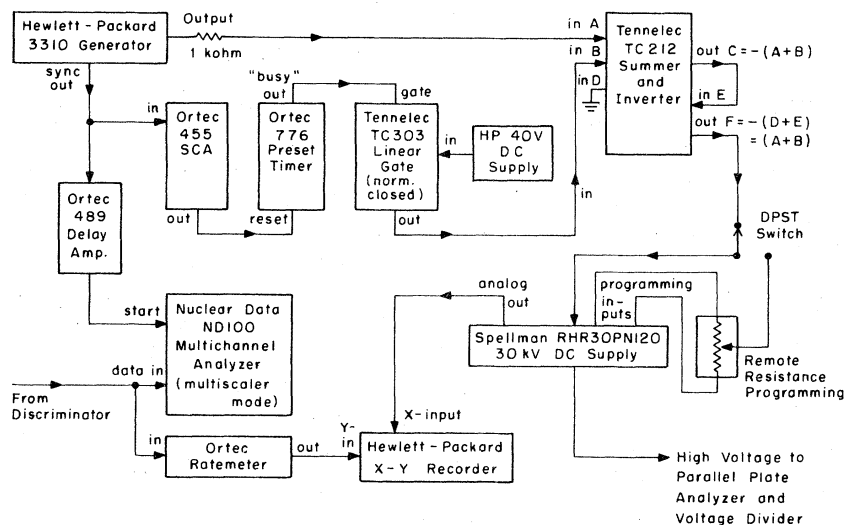 Hewlett-Packard
3310 Generator
Output
1 kohm
sync
out
in A
in B
in D
Tennelec
TC212
Summer
and
Inverter
out C=-(A+B)
in E
out F=-(D+E)
=(A+B)
in
Ortec
455
SCA
out
"busy"
out
Ortec
776
Preset
Timer
reset
gate
Tennelec
TC303
Linear
Gate
(norm.
closed)
out
in
HP 40V
DC
Supply
in
Ortec
489
Delay
Amp.
DPST
Switch
start
Nuclear Data
ND100
Multichannel
Analyzer
(multiscaler
mode)
data in
From
Discriminator
analog
out
programming
in-
puts
Spellman RHR30PN120
30kV DC Supply
Remote
Resistance
Programming
X-input
in
Ortec
Ratemeter
out
Y-
in
Hewlett-Packard
X-Y Recorder
High Voltage to
Parallel Plate
Analyzer and
Voltage Divider